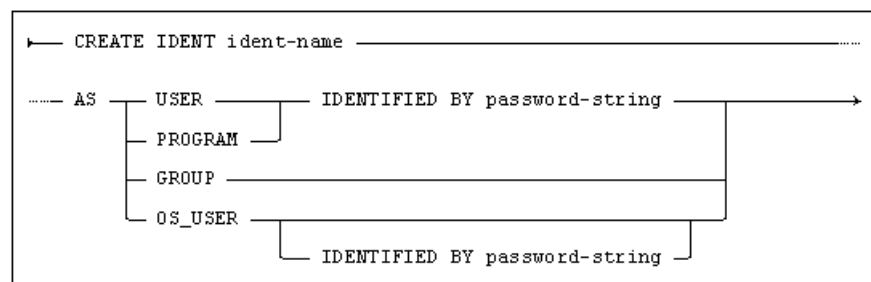 CREATE IDENT ident-name
AS USER IDENTIFIED BY password-string
PROGRAM
GROUP
OS_USER
IDENTIFIED BY password-string